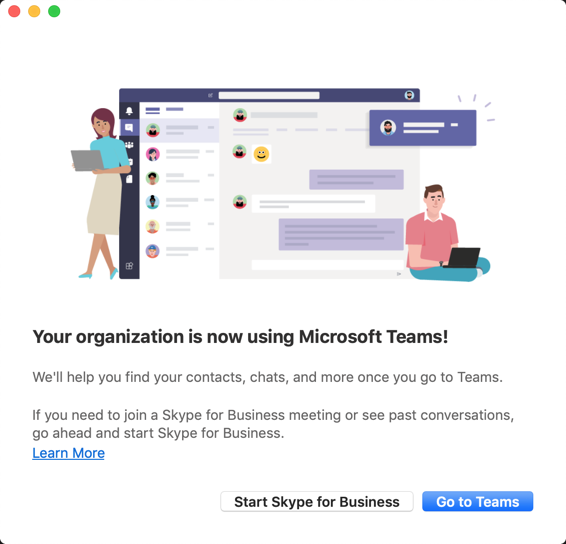 Your organization is now using Microsoft Teams!
We'll help you find your contacts, chats, and more once you go to Teams.
If you need to join a Skype for Business meeting or see past conversations,
go ahead and start Skype for Business.
Learn More
Start Skype for Business
Go to Teams